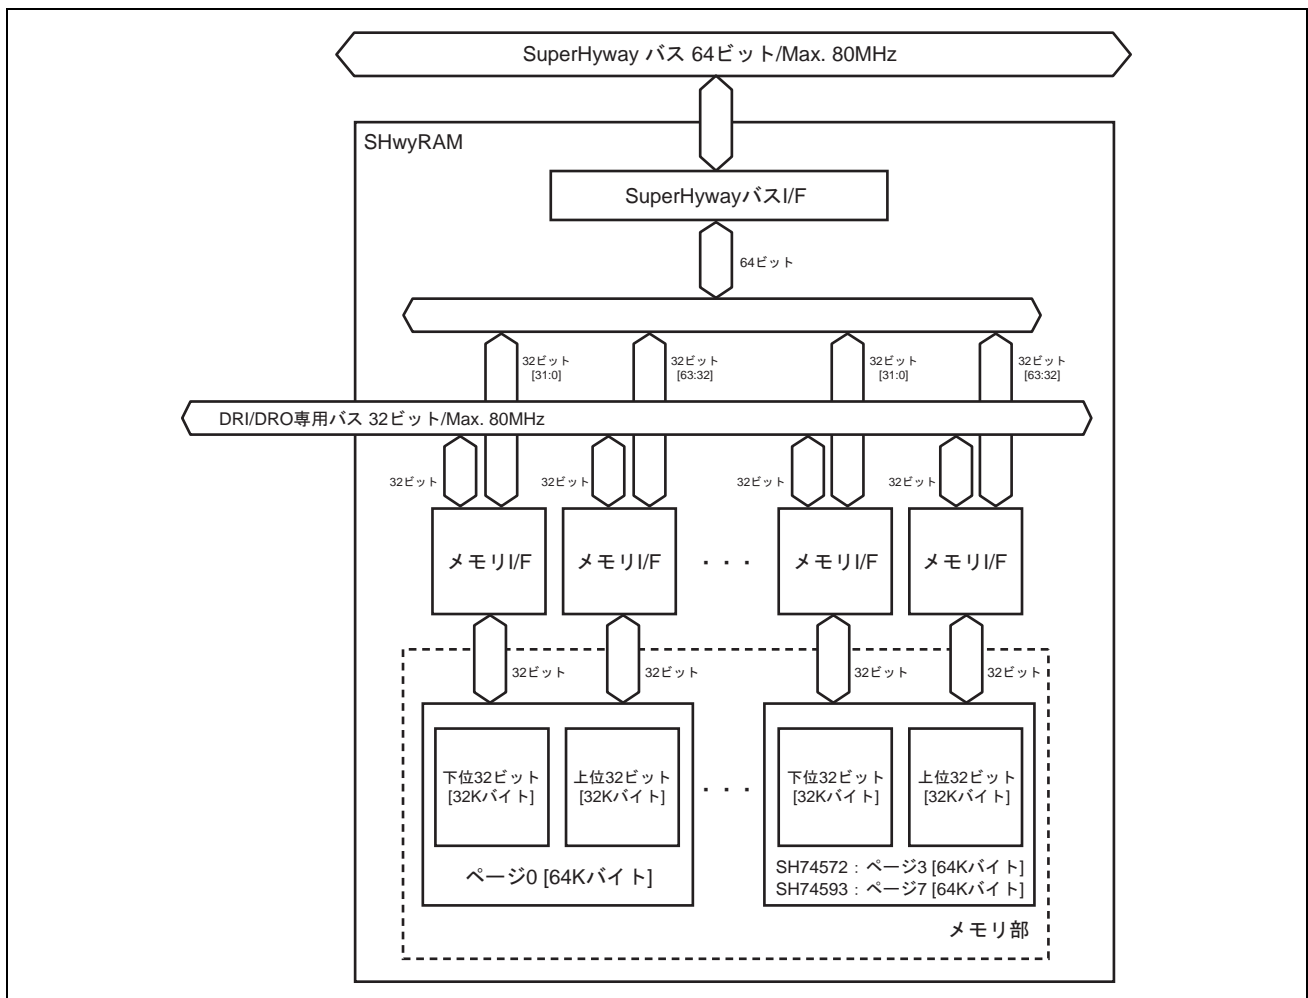 SuperHyway バス 64ビット/Max. 80MHz
SHwyRAM
SuperHywayバスI/F
64ビット
32ビット
[31:0]
32ビット
[63:32]
32ビット
[31:0]
32ビット
[63:32]
DRI/DRO専用バス 32ビット/Max. 80MHz
32ビット
32ビット
32ビット
32ビット
メモリI/F
メモリI/F
・・・
メモリI/F
メモリI/F
32ビット
32ビット
32ビット
32ビット
下位32ビット
[32Kバイト]
上位32ビット
[32Kバイト]
・・・
下位32ビット
[32Kバイト]
上位32ビット
[32Kバイト]
ページ0 [64Kバイト]
SH74572：ページ3 [64Kバイト]
SH74593：ページ7 [64Kバイト]
メモリ部